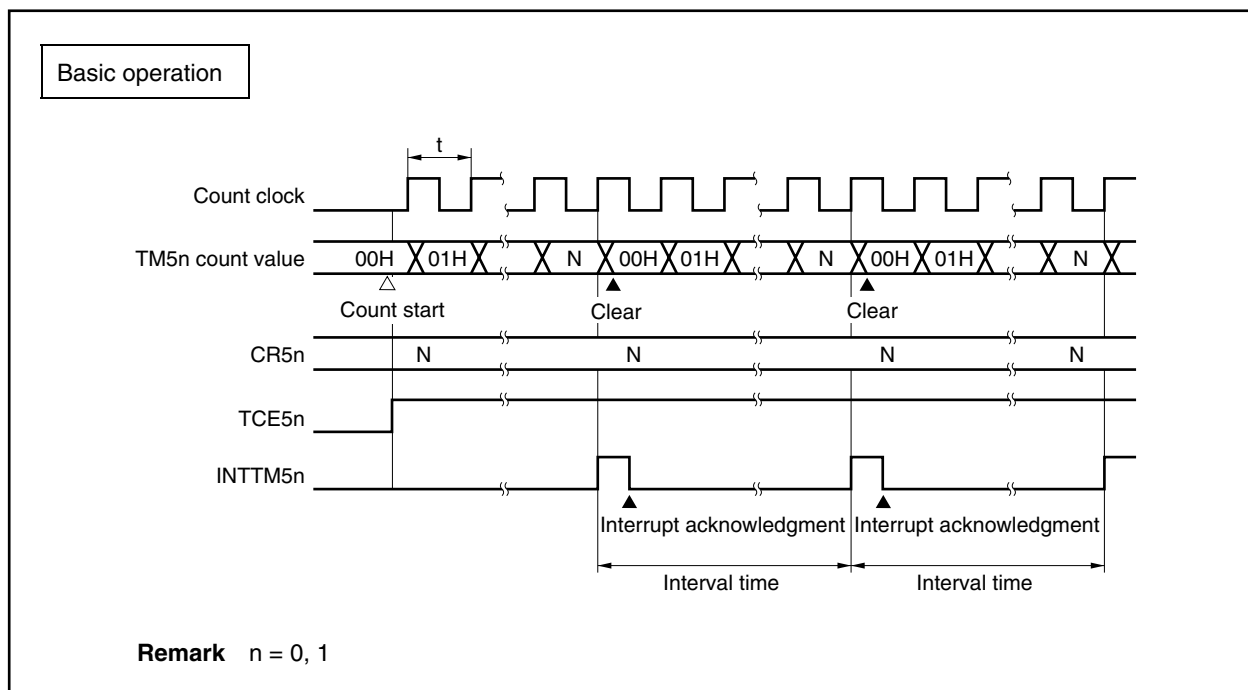 Basic operation
t
Count clock
TM5n count value 00H 01H N 00H 01H N 00H 01H N
Count start Clear Clear
CR5n N N N N
TCE5n
INTTM5n
Interrupt acknowledgment Interrupt acknowledgment
Interval time Interval time
Remark n = 0, 1